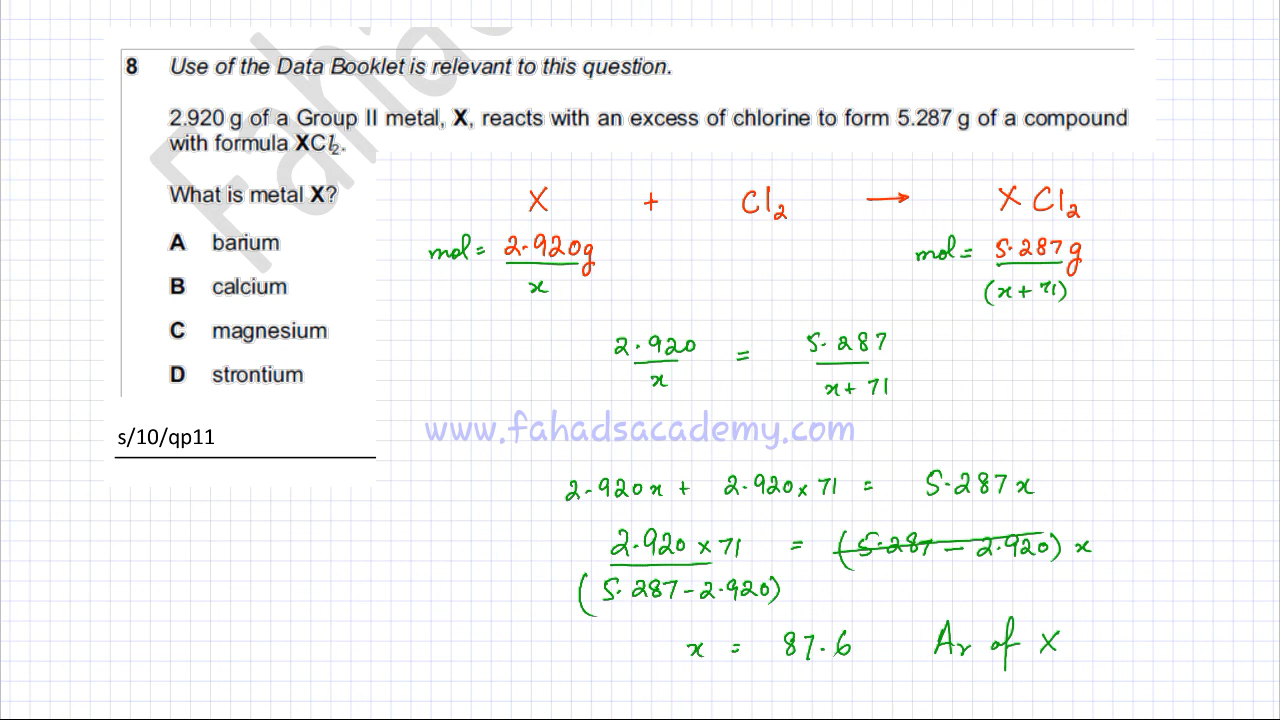 8 Use of the Data Booklet is relevant to this question.
2.920 g of a Group II metal, X, reacts with an excess of chlorine to form 5.287 g of a compound
with formula XCl₂.
What is metal X?
X + Cl₂ → X Cl₂
A barium
mol = 2.920g / x
mol = 5.287g / (x + 71)
B calcium
C magnesium
2.920 / x = 5.287 / x + 71
D strontium
www.fahadsacademy.com
s/10/qp11
2.920x + 2.920 x 71 = 5.287x
2.920 x 71 / (5.287 - 2.920) = (5.287 - 2.920) x
x = 87.6 Ar of X
Fahad